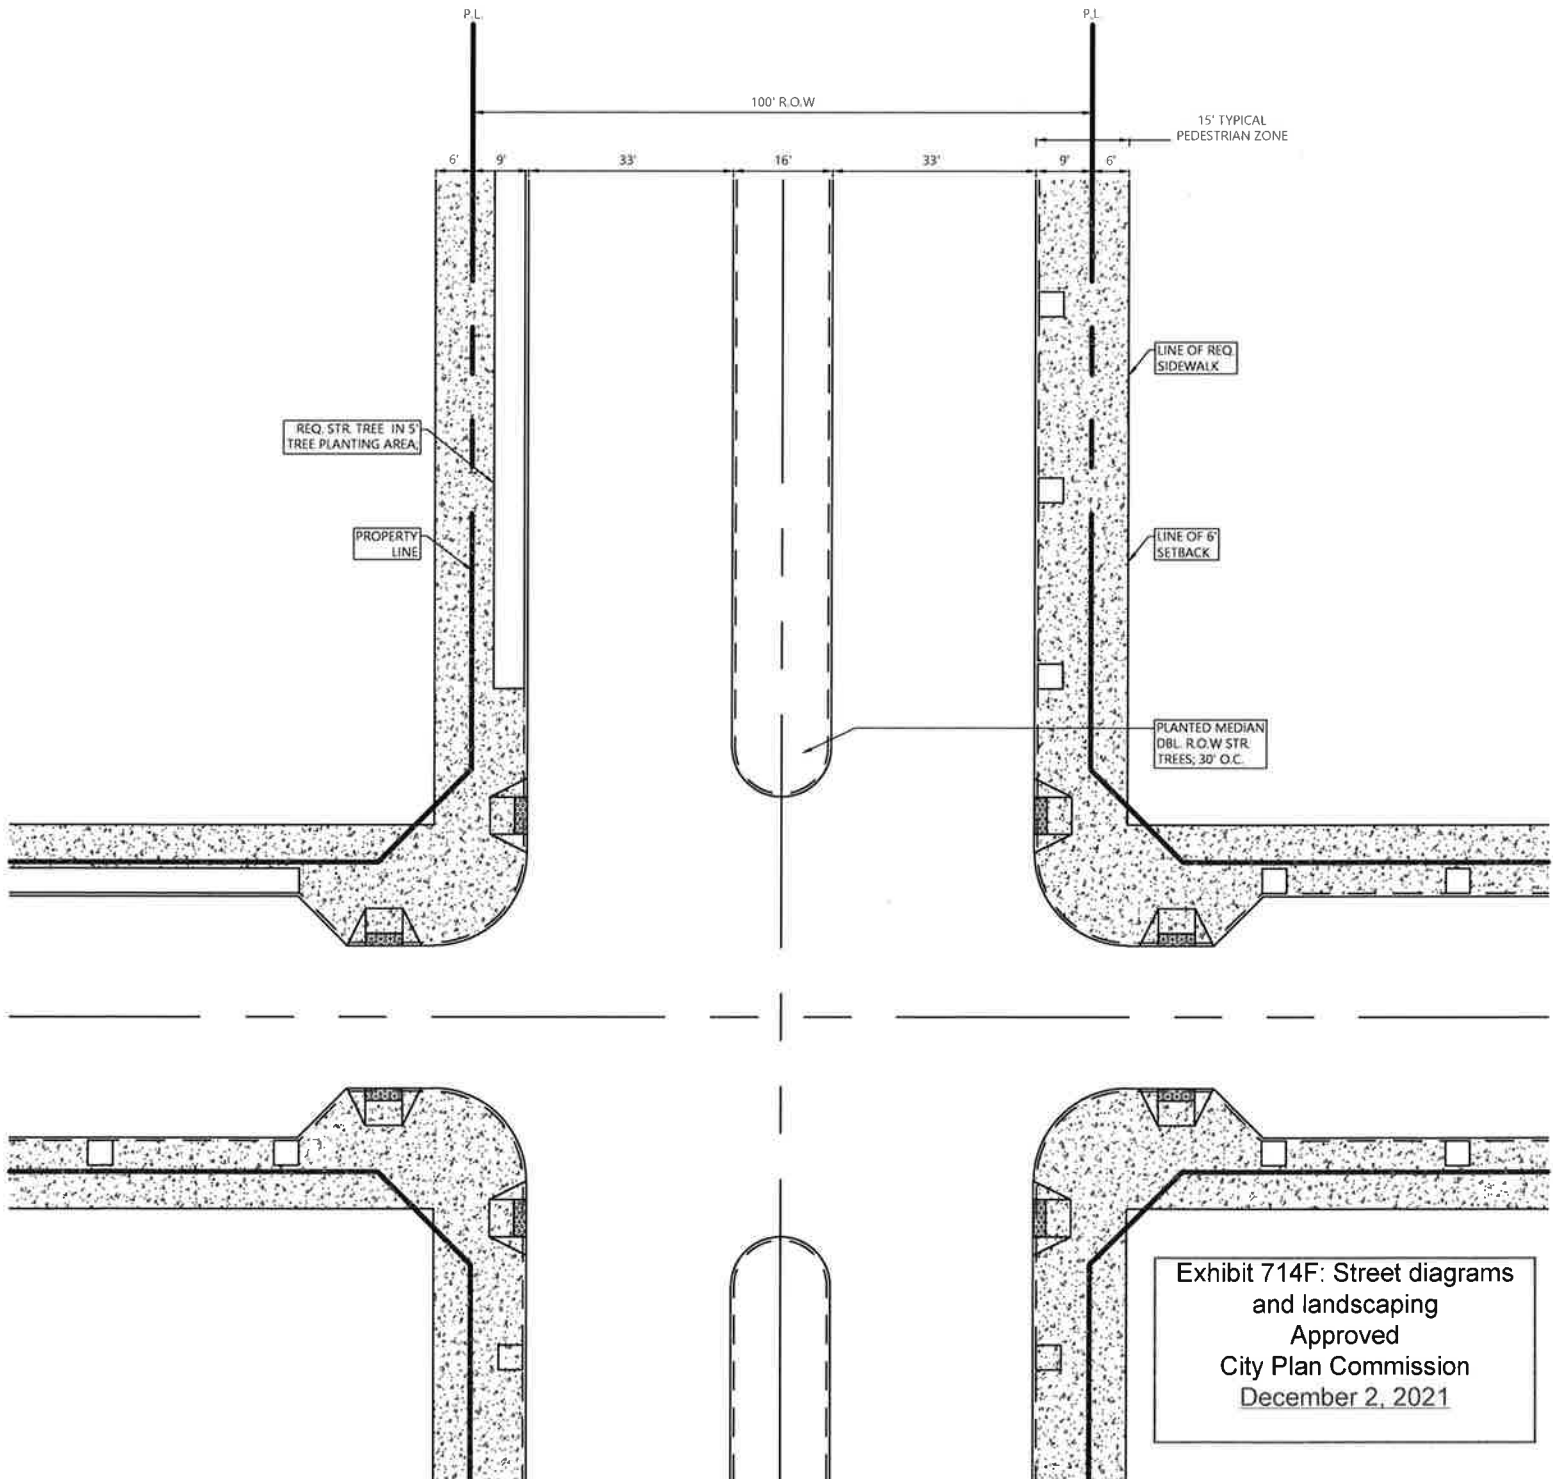 P.L.
P.L.
100' R.O.W
15' TYPICAL
PEDESTRIAN ZONE
6'
9'
33'
16'
33'
9'
6'
LINE OF REQ.
SIDEWALK
REQ. STR. TREE IN 5'
TREE PLANTING AREA;
PROPERTY
LINE
LINE OF 6'
SETBACK
PLANTED MEDIAN
DBL. R.O.W STR.
TREES; 30' O.C.
Exhibit 714F: Street diagrams
and landscaping
Approved
City Plan Commission
December 2, 2021